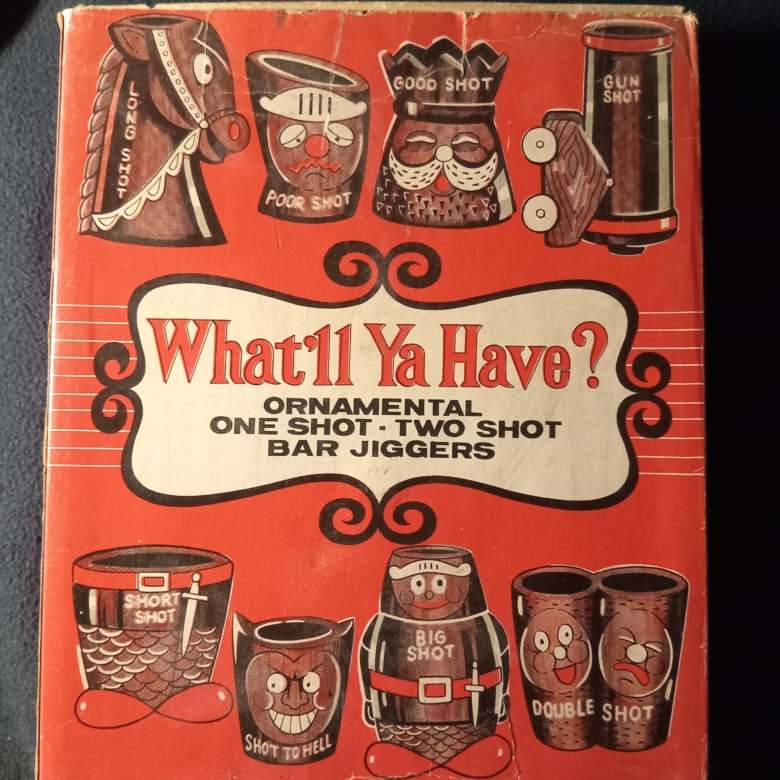 LONG SHOT
POOR SHOT
GOOD SHOT
GUN
SHOT
What'll Ya Have?
ORNAMENTAL
ONE SHOT · TWO SHOT
BAR JIGGERS
SHORT
SHOT
SHOT TO HELL
BIG
SHOT
DOUBLE SHOT